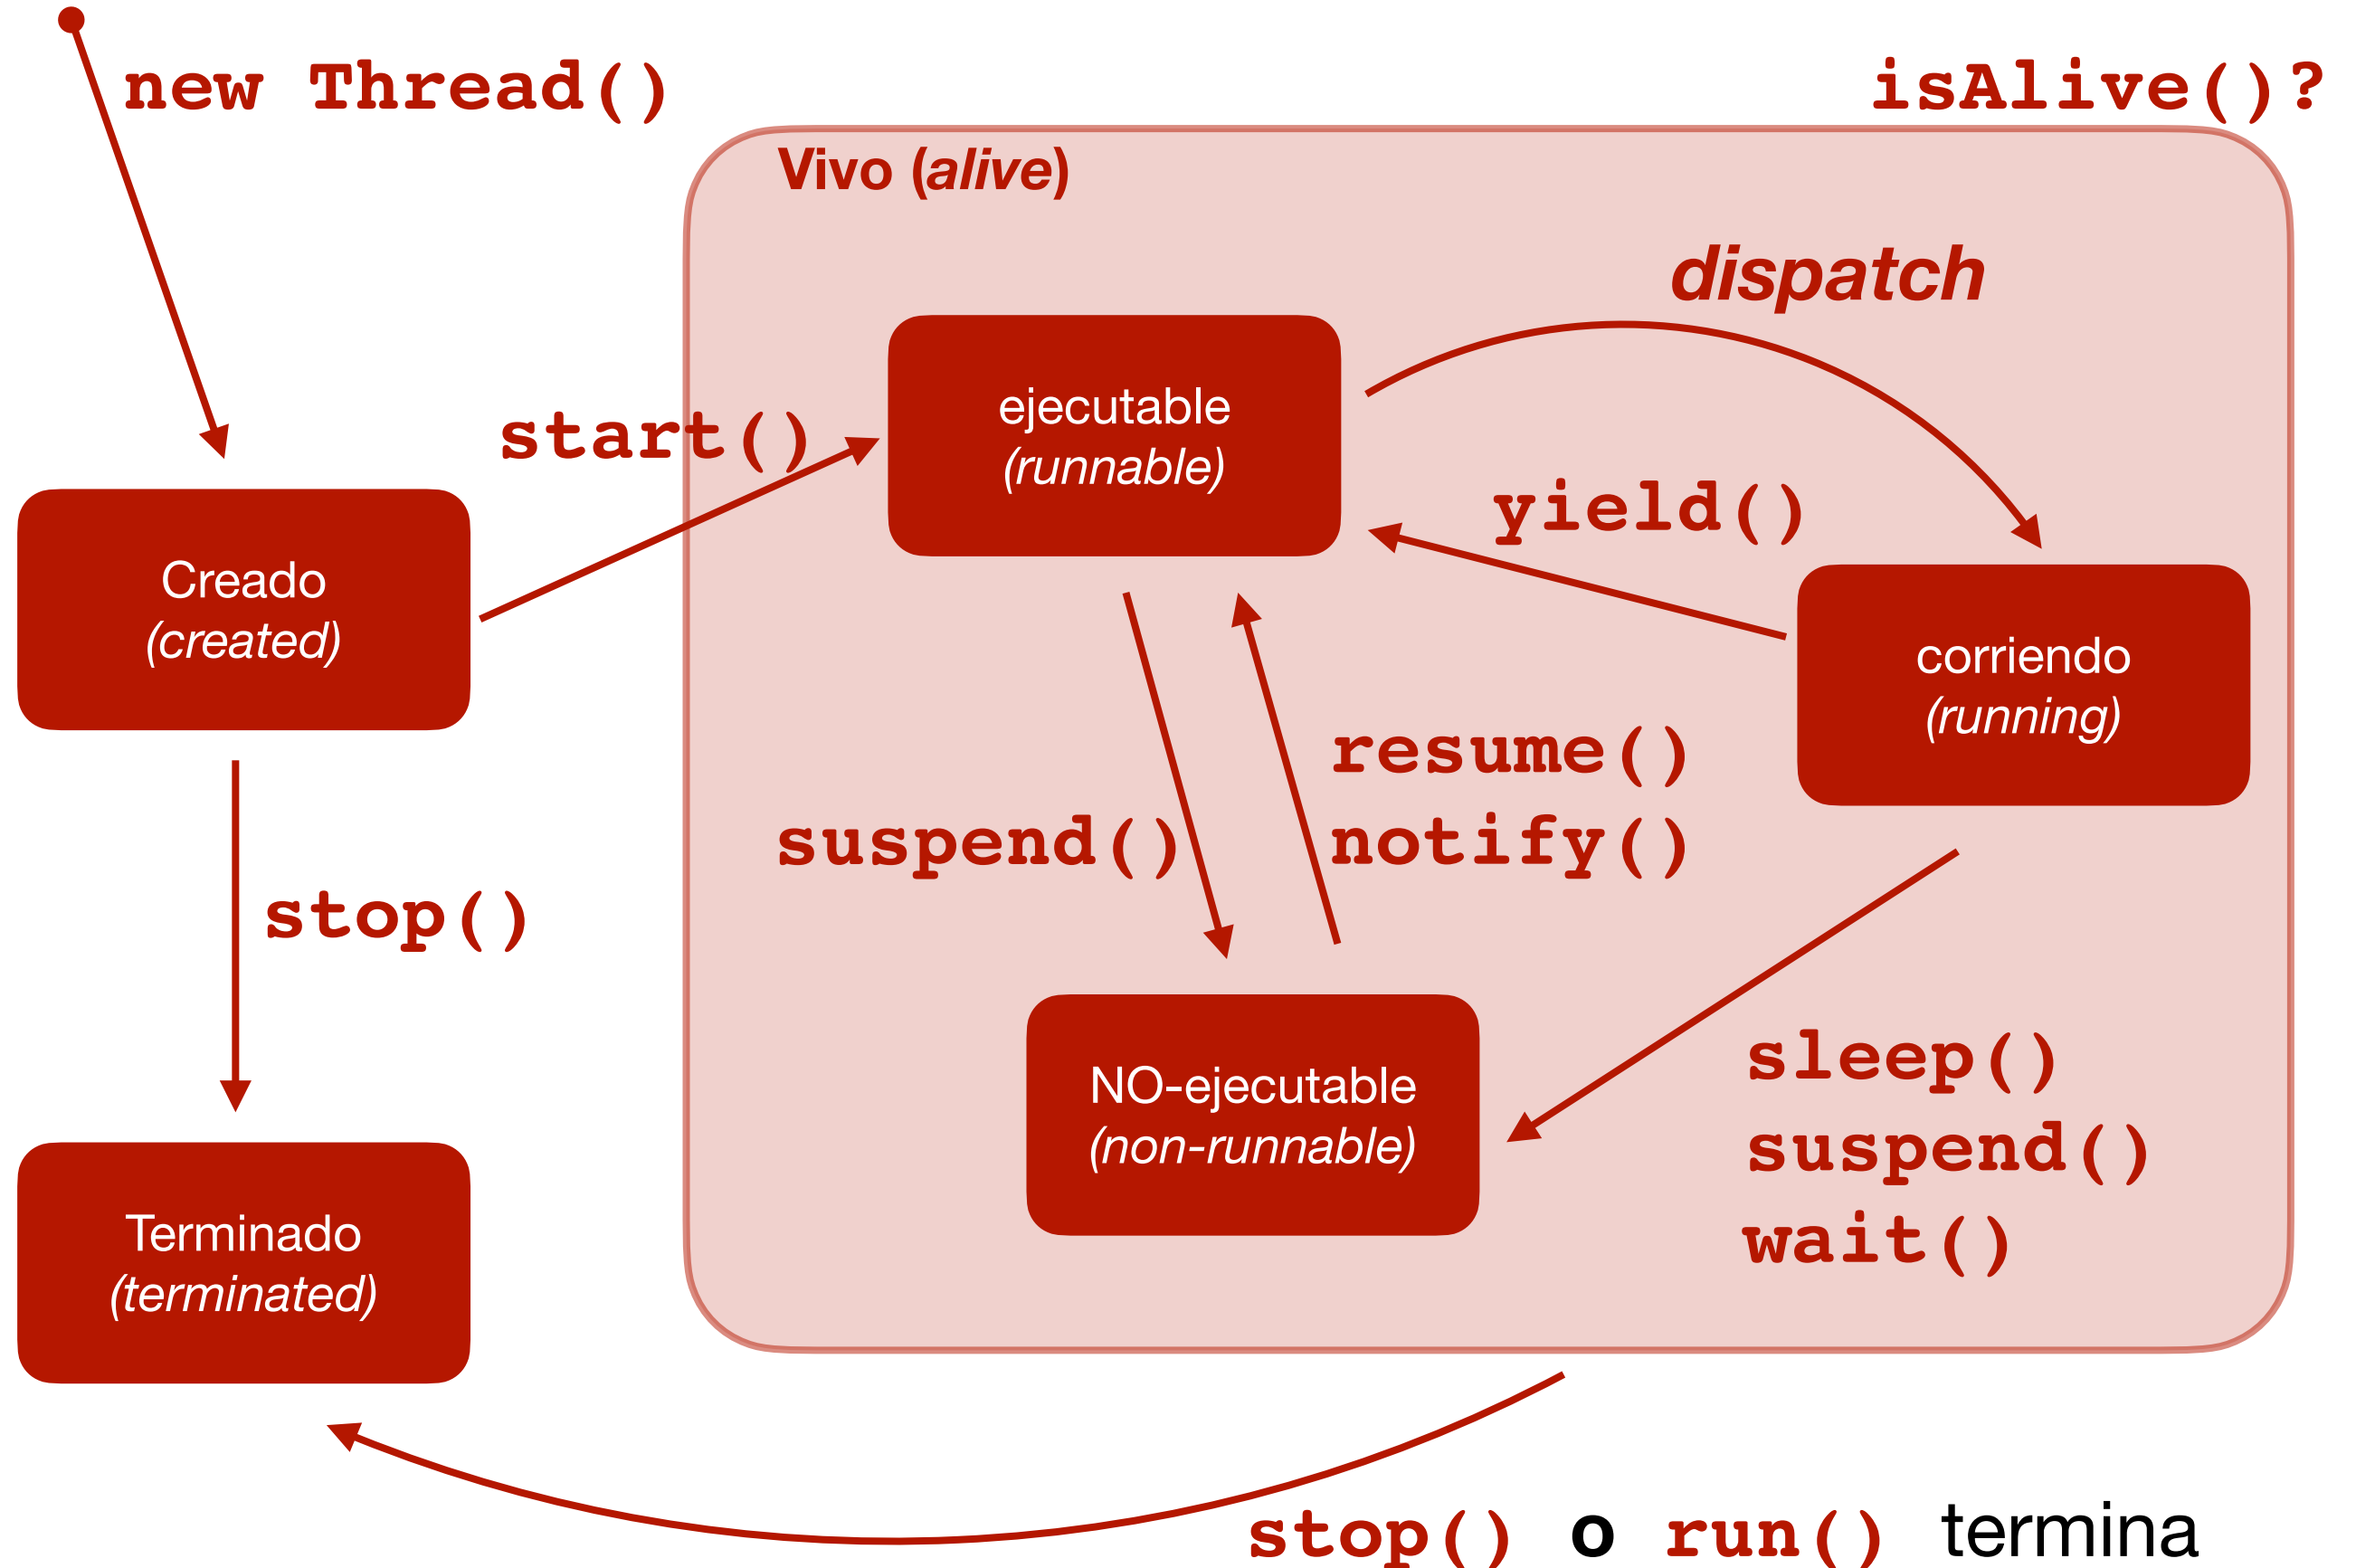 new Thread()
isAlive()?
Vivo (alive)
dispatch
ejecutable
(runnable)
start()
yield()
Creado
(created)
corriendo
(running)
resume()
suspend()
notify()
stop()
sleep()
NO-ejecutable
(non-runnable)
suspend()
wait()
Terminado
(terminated)
stop() o run() termina